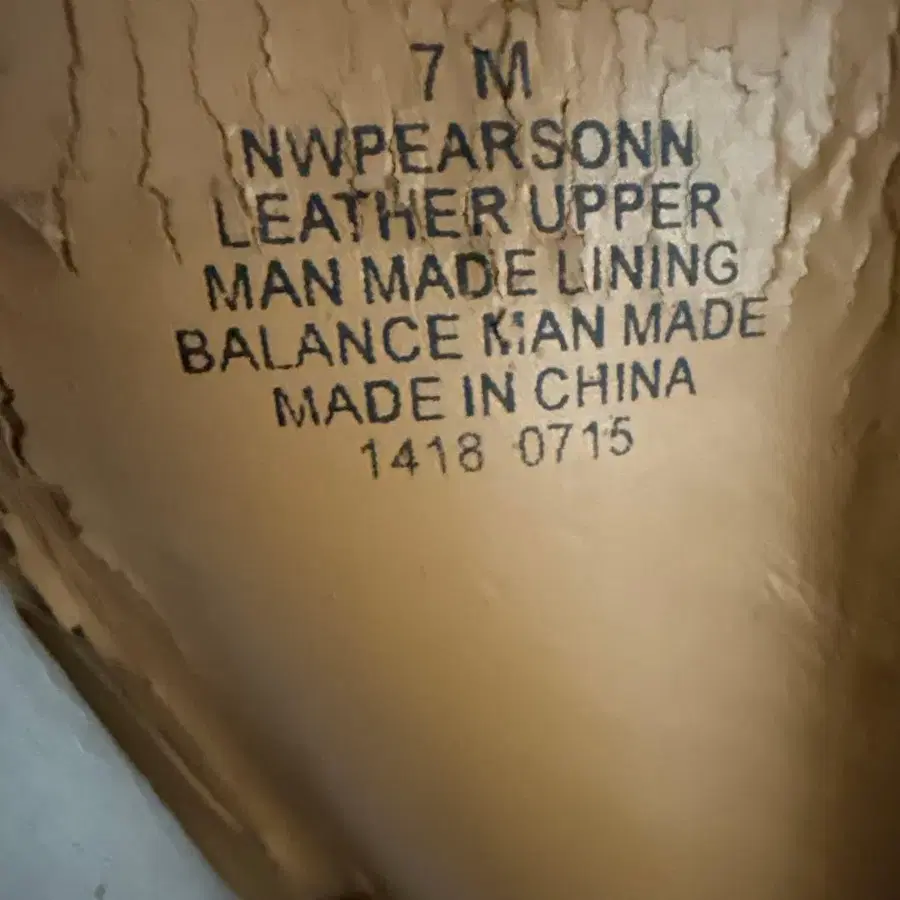 7 M
NWPEARSONN
LEATHER UPPER
MAN MADE LINING
BALANCE MAN MADE
MADE IN CHINA
1418 0715